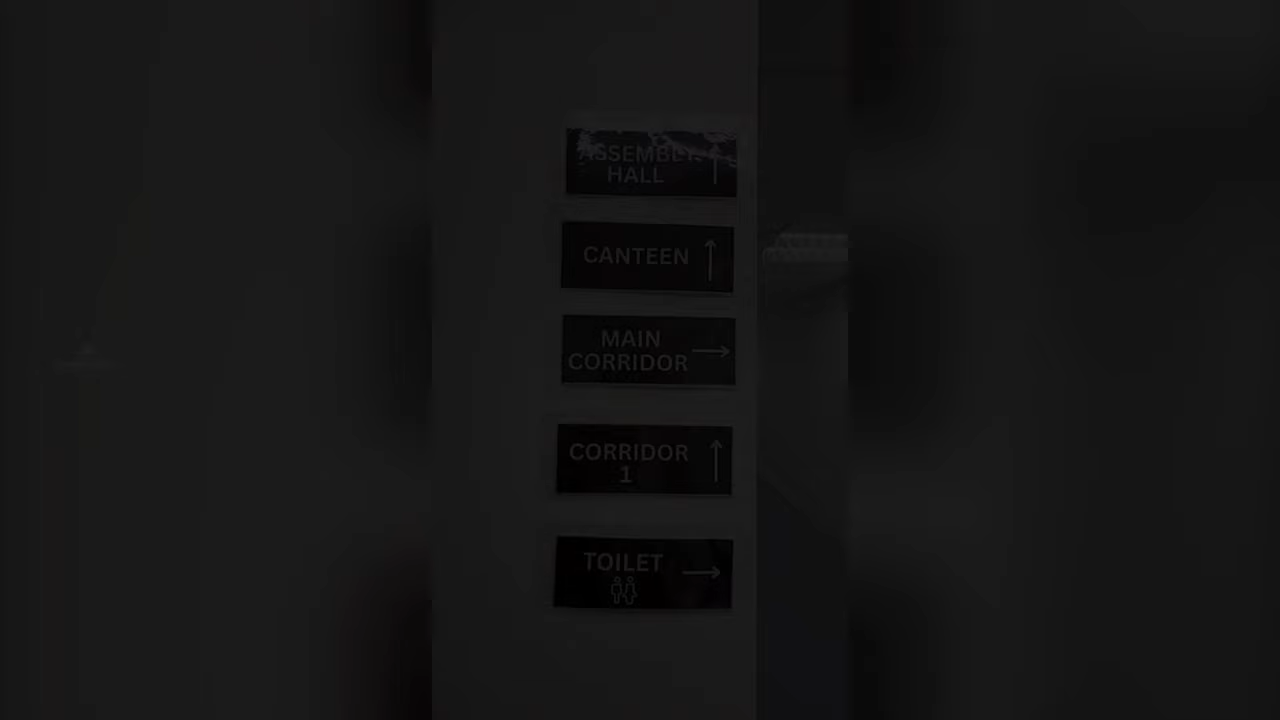 ASSEMBLY
HALL
CANTEEN
MAIN
CORRIDOR
CORRIDOR
1
TOILET